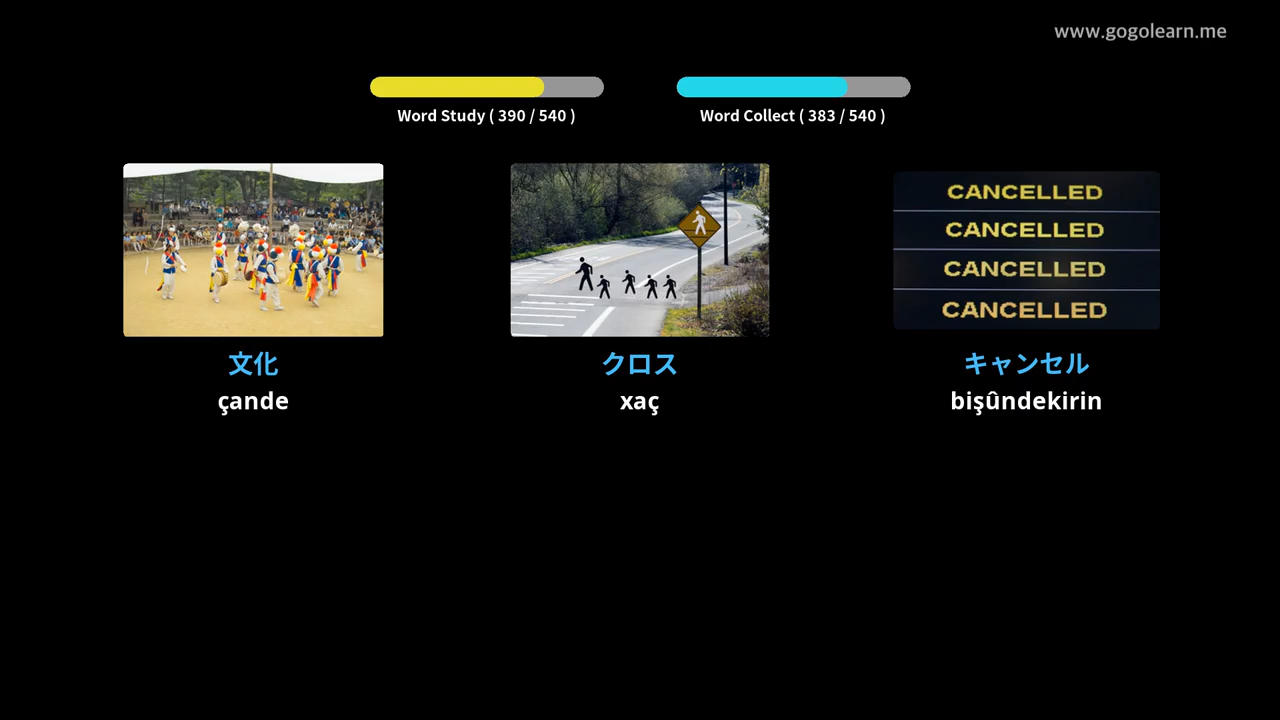 www.gogolearn.me
Word Study ( 390 / 540 )
Word Collect ( 383 / 540 )
CANCELLED
CANCELLED
CANCELLED
CANCELLED
文化
クロス
キャンセル
çande
xaç
bişûndekirin